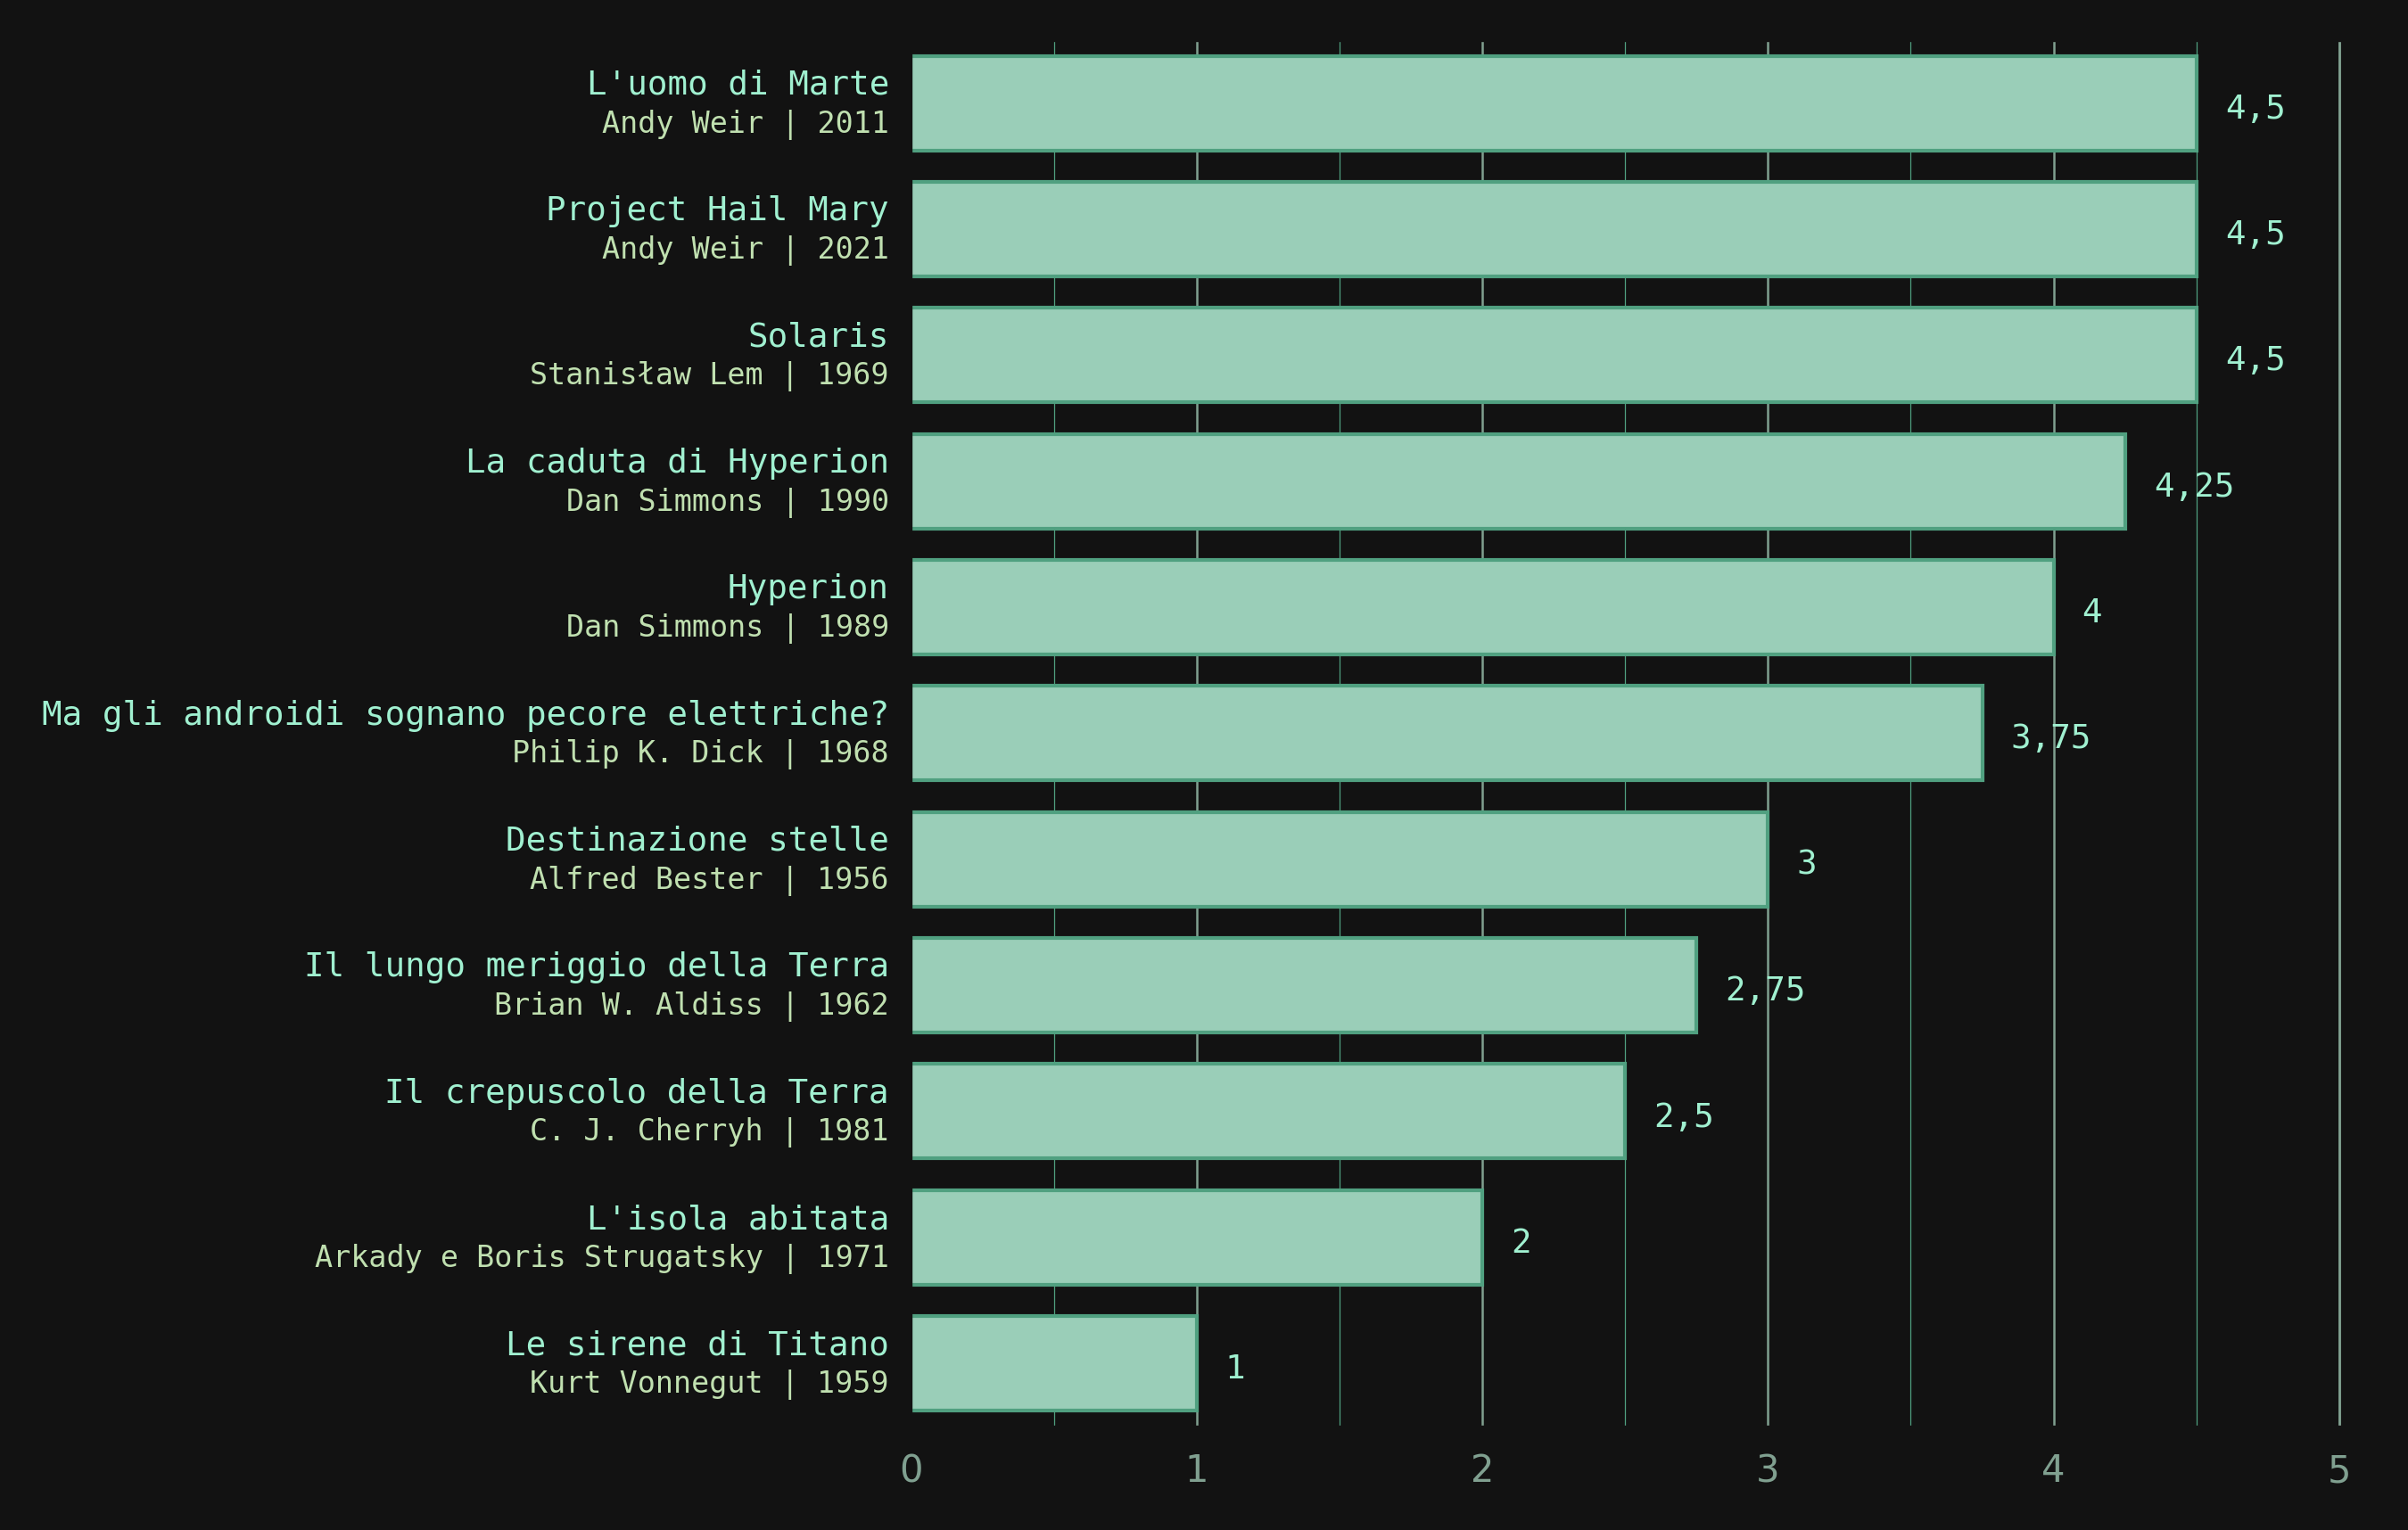 L'uomo di Marte
Andy Weir | 2011
4,5
Project Hail Mary
Andy Weir | 2021
4,5
Solaris
Stanisław Lem | 1969
4,5
La caduta di Hyperion
Dan Simmons | 1990
4,25
Hyperion
Dan Simmons | 1989
4
Ma gli androidi sognano pecore elettriche?
Philip K. Dick | 1968
3,75
Destinazione stelle
Alfred Bester | 1956
3
Il lungo meriggio della Terra
Brian W. Aldiss | 1962
2,75
Il crepuscolo della Terra
C. J. Cherryh | 1981
2,5
L'isola abitata
Arkady e Boris Strugatsky | 1971
2
Le sirene di Titano
Kurt Vonnegut | 1959
1
0 1 2 3 4 5